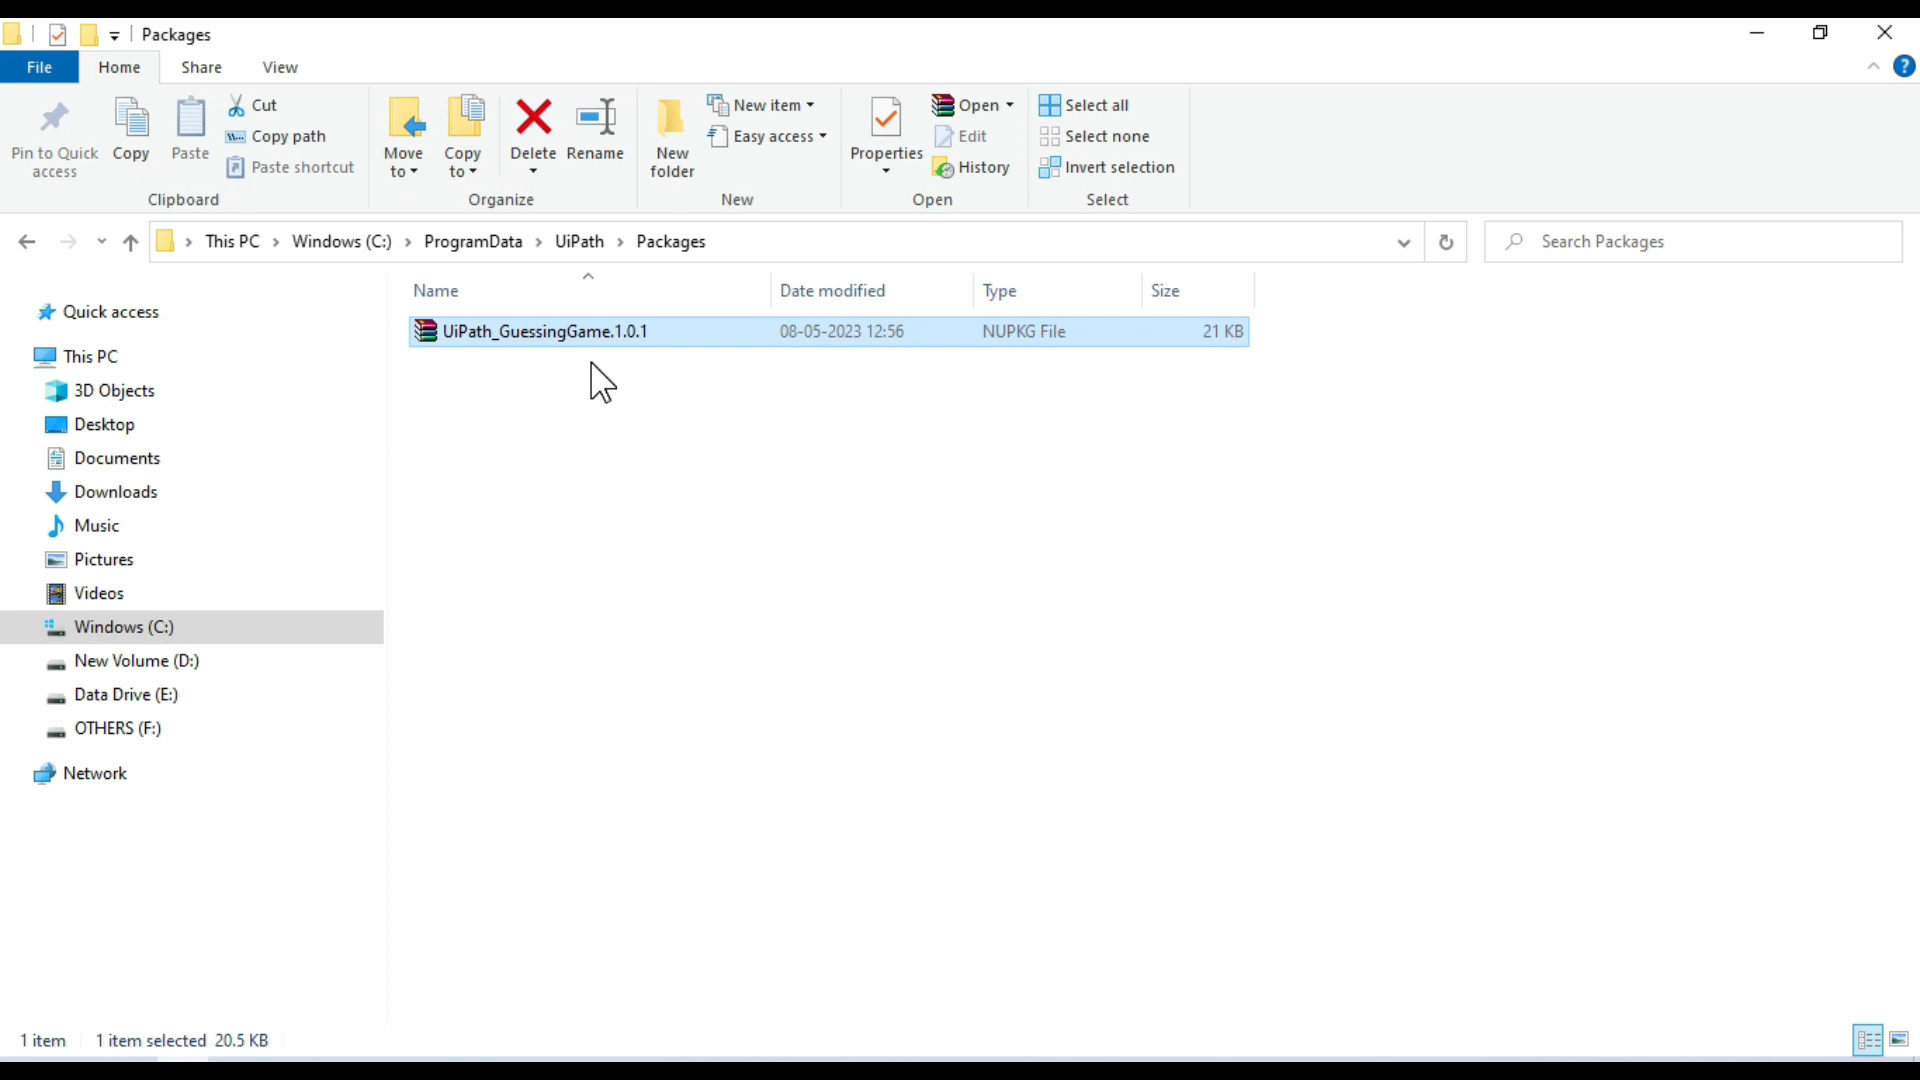 Packages
File Home Share View
Pin to Quick access
Copy
Paste
Cut
Copy path
Paste shortcut
Clipboard
Move to
Copy to
Delete
Rename
Organize
New folder
New item
Easy access
New
Properties
Open
Edit
History
Open
Select all
Select none
Invert selection
Select
This PC > Windows (C:) > ProgramData > UiPath > Packages
Search Packages
Name Date modified Type Size
UiPath_GuessingGame.1.0.1 08-05-2023 12:56 NUPKG File 21 KB
Quick access
This PC
3D Objects
Desktop
Documents
Downloads
Music
Pictures
Videos
Windows (C:)
New Volume (D:)
Data Drive (E:)
OTHERS (F:)
Network
1 item 1 item selected 20.5 KB